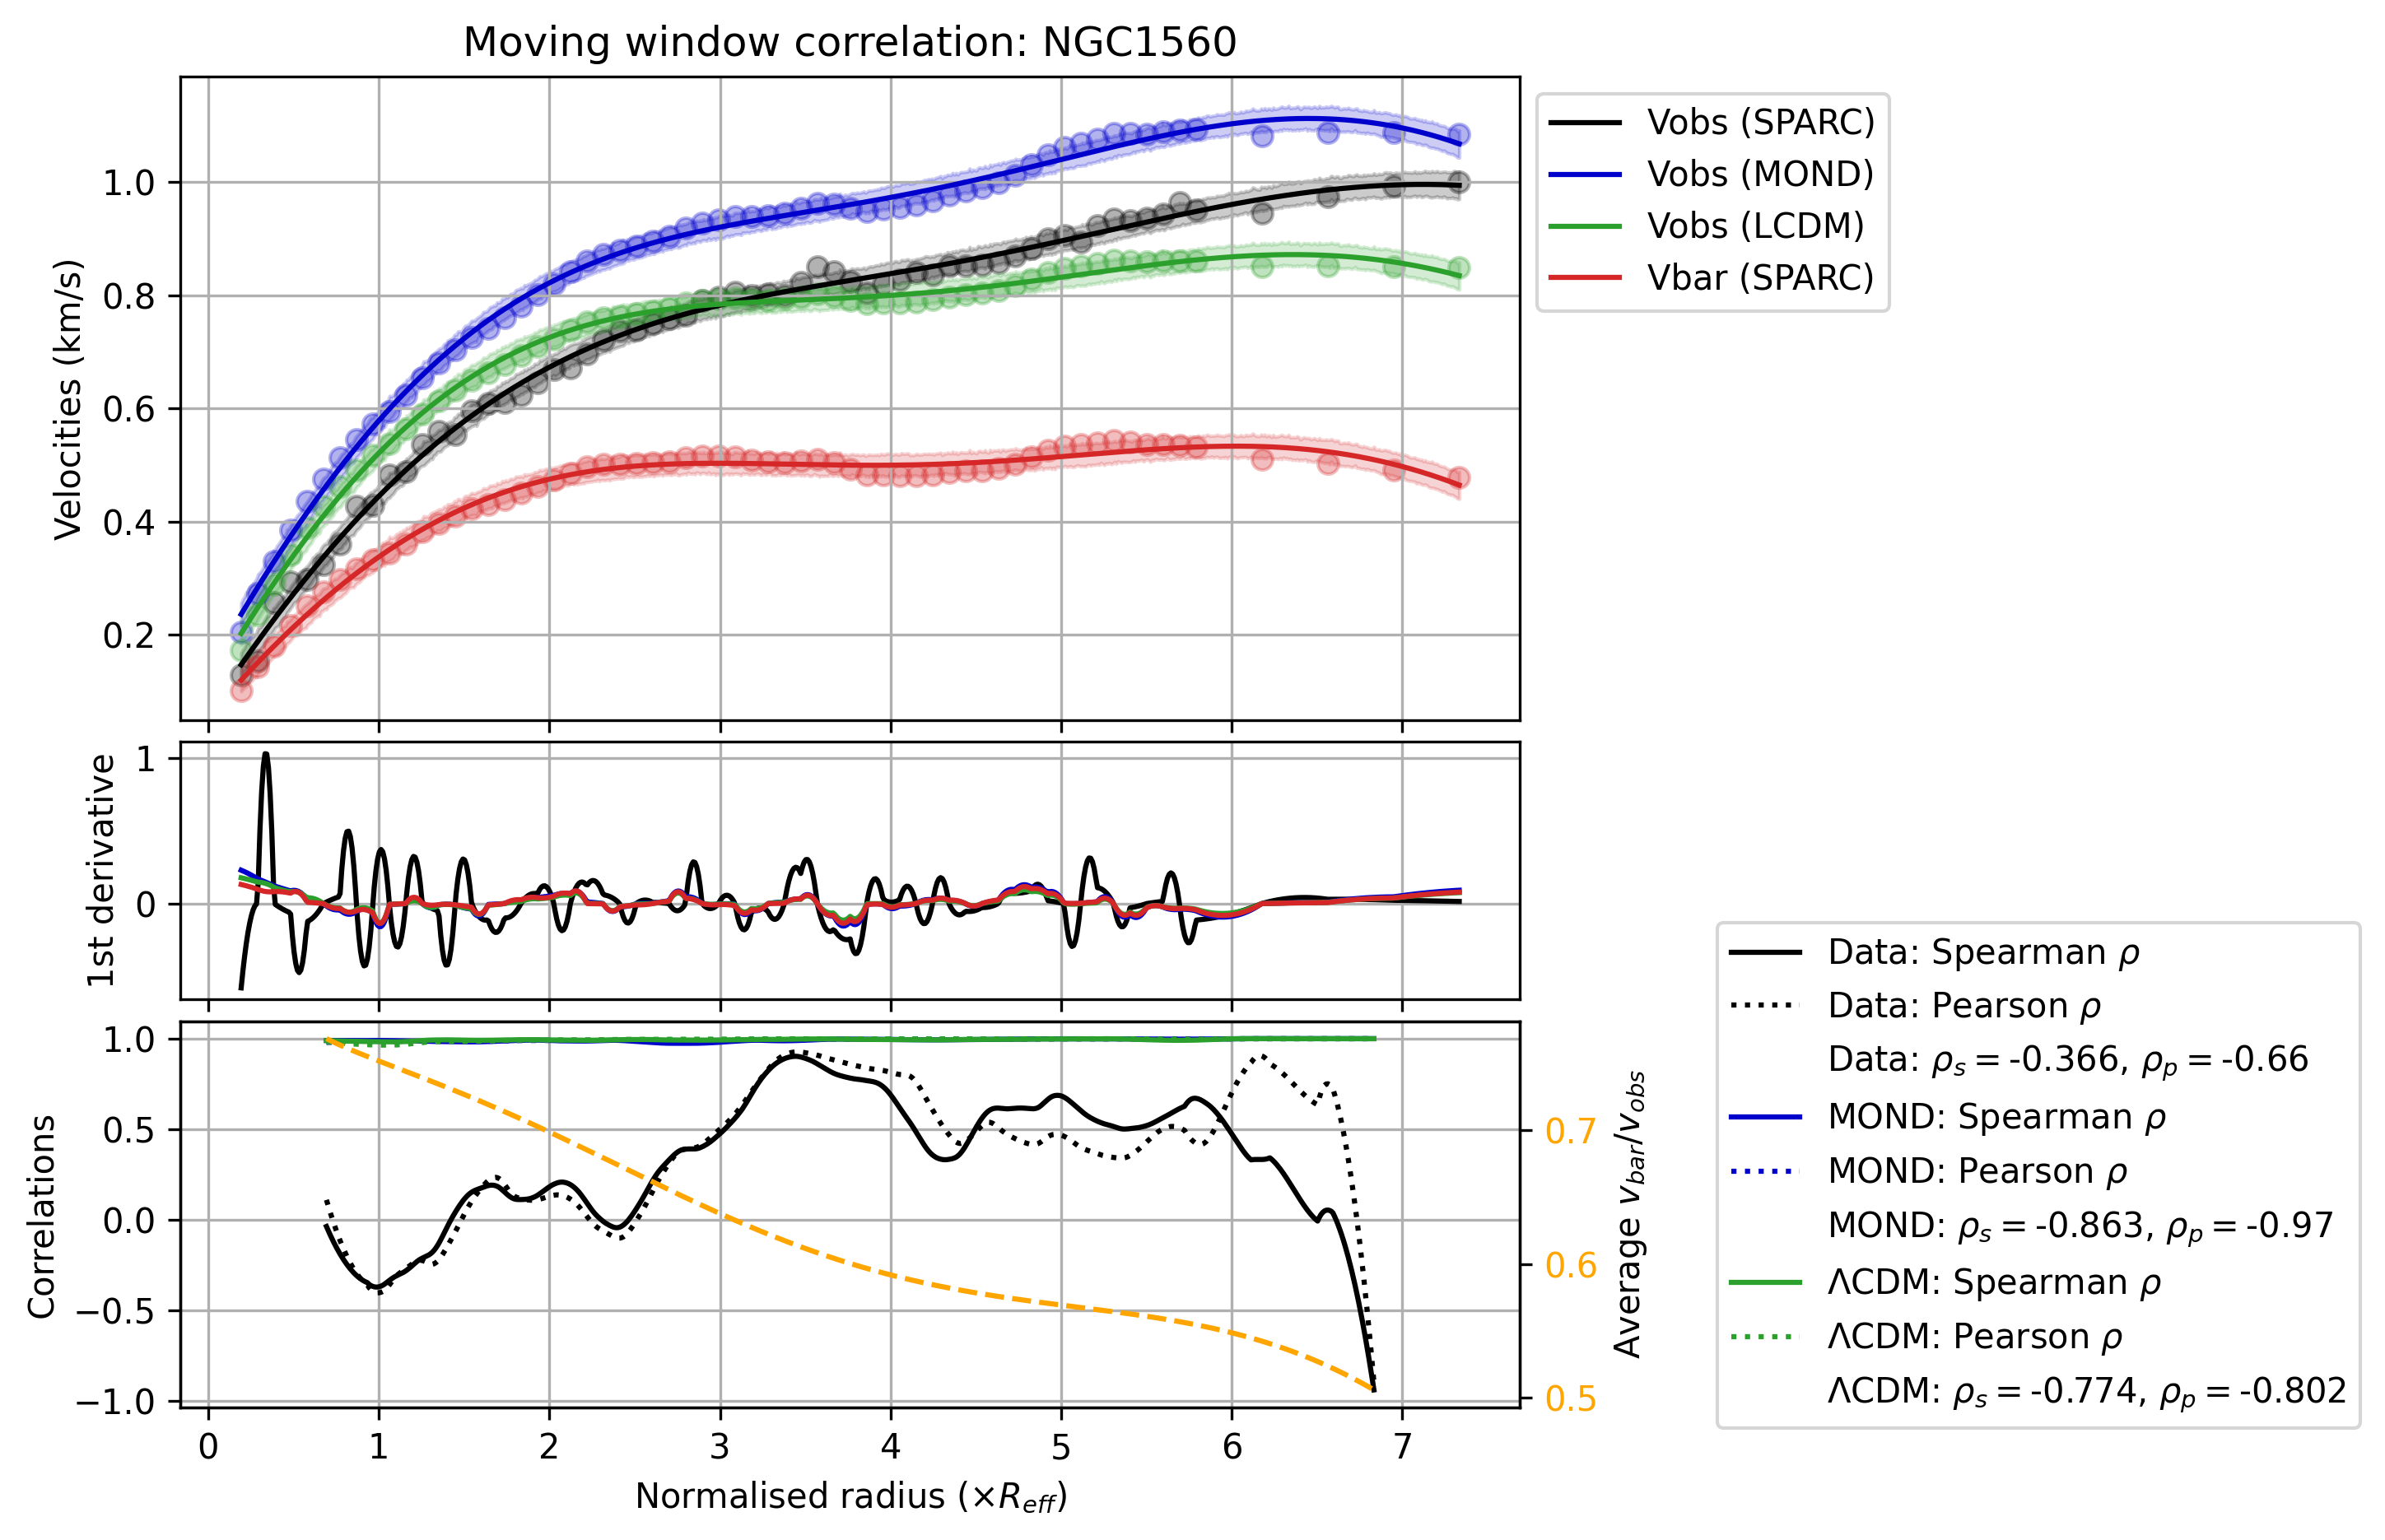 Moving window correlation: NGC1560
Velocities (km/s)
1.0
0.8
0.6
0.4
0.2
Vobs (SPARC)
Vobs (MOND)
Vobs (LCDM)
Vbar (SPARC)
1st derivative
1
0
Correlations
1.0
0.5
0.0
−0.5
−1.0
0.7
0.6
0.5
Average v_bar/v_obs
0 1 2 3 4 5 6 7
Normalised radius (×R_eff)
Data: Spearman ρ
Data: Pearson ρ
Data: ρ_s = -0.366, ρ_p = -0.66
MOND: Spearman ρ
MOND: Pearson ρ
MOND: ρ_s = -0.863, ρ_p = -0.97
ΛCDM: Spearman ρ
ΛCDM: Pearson ρ
ΛCDM: ρ_s = -0.774, ρ_p = -0.802